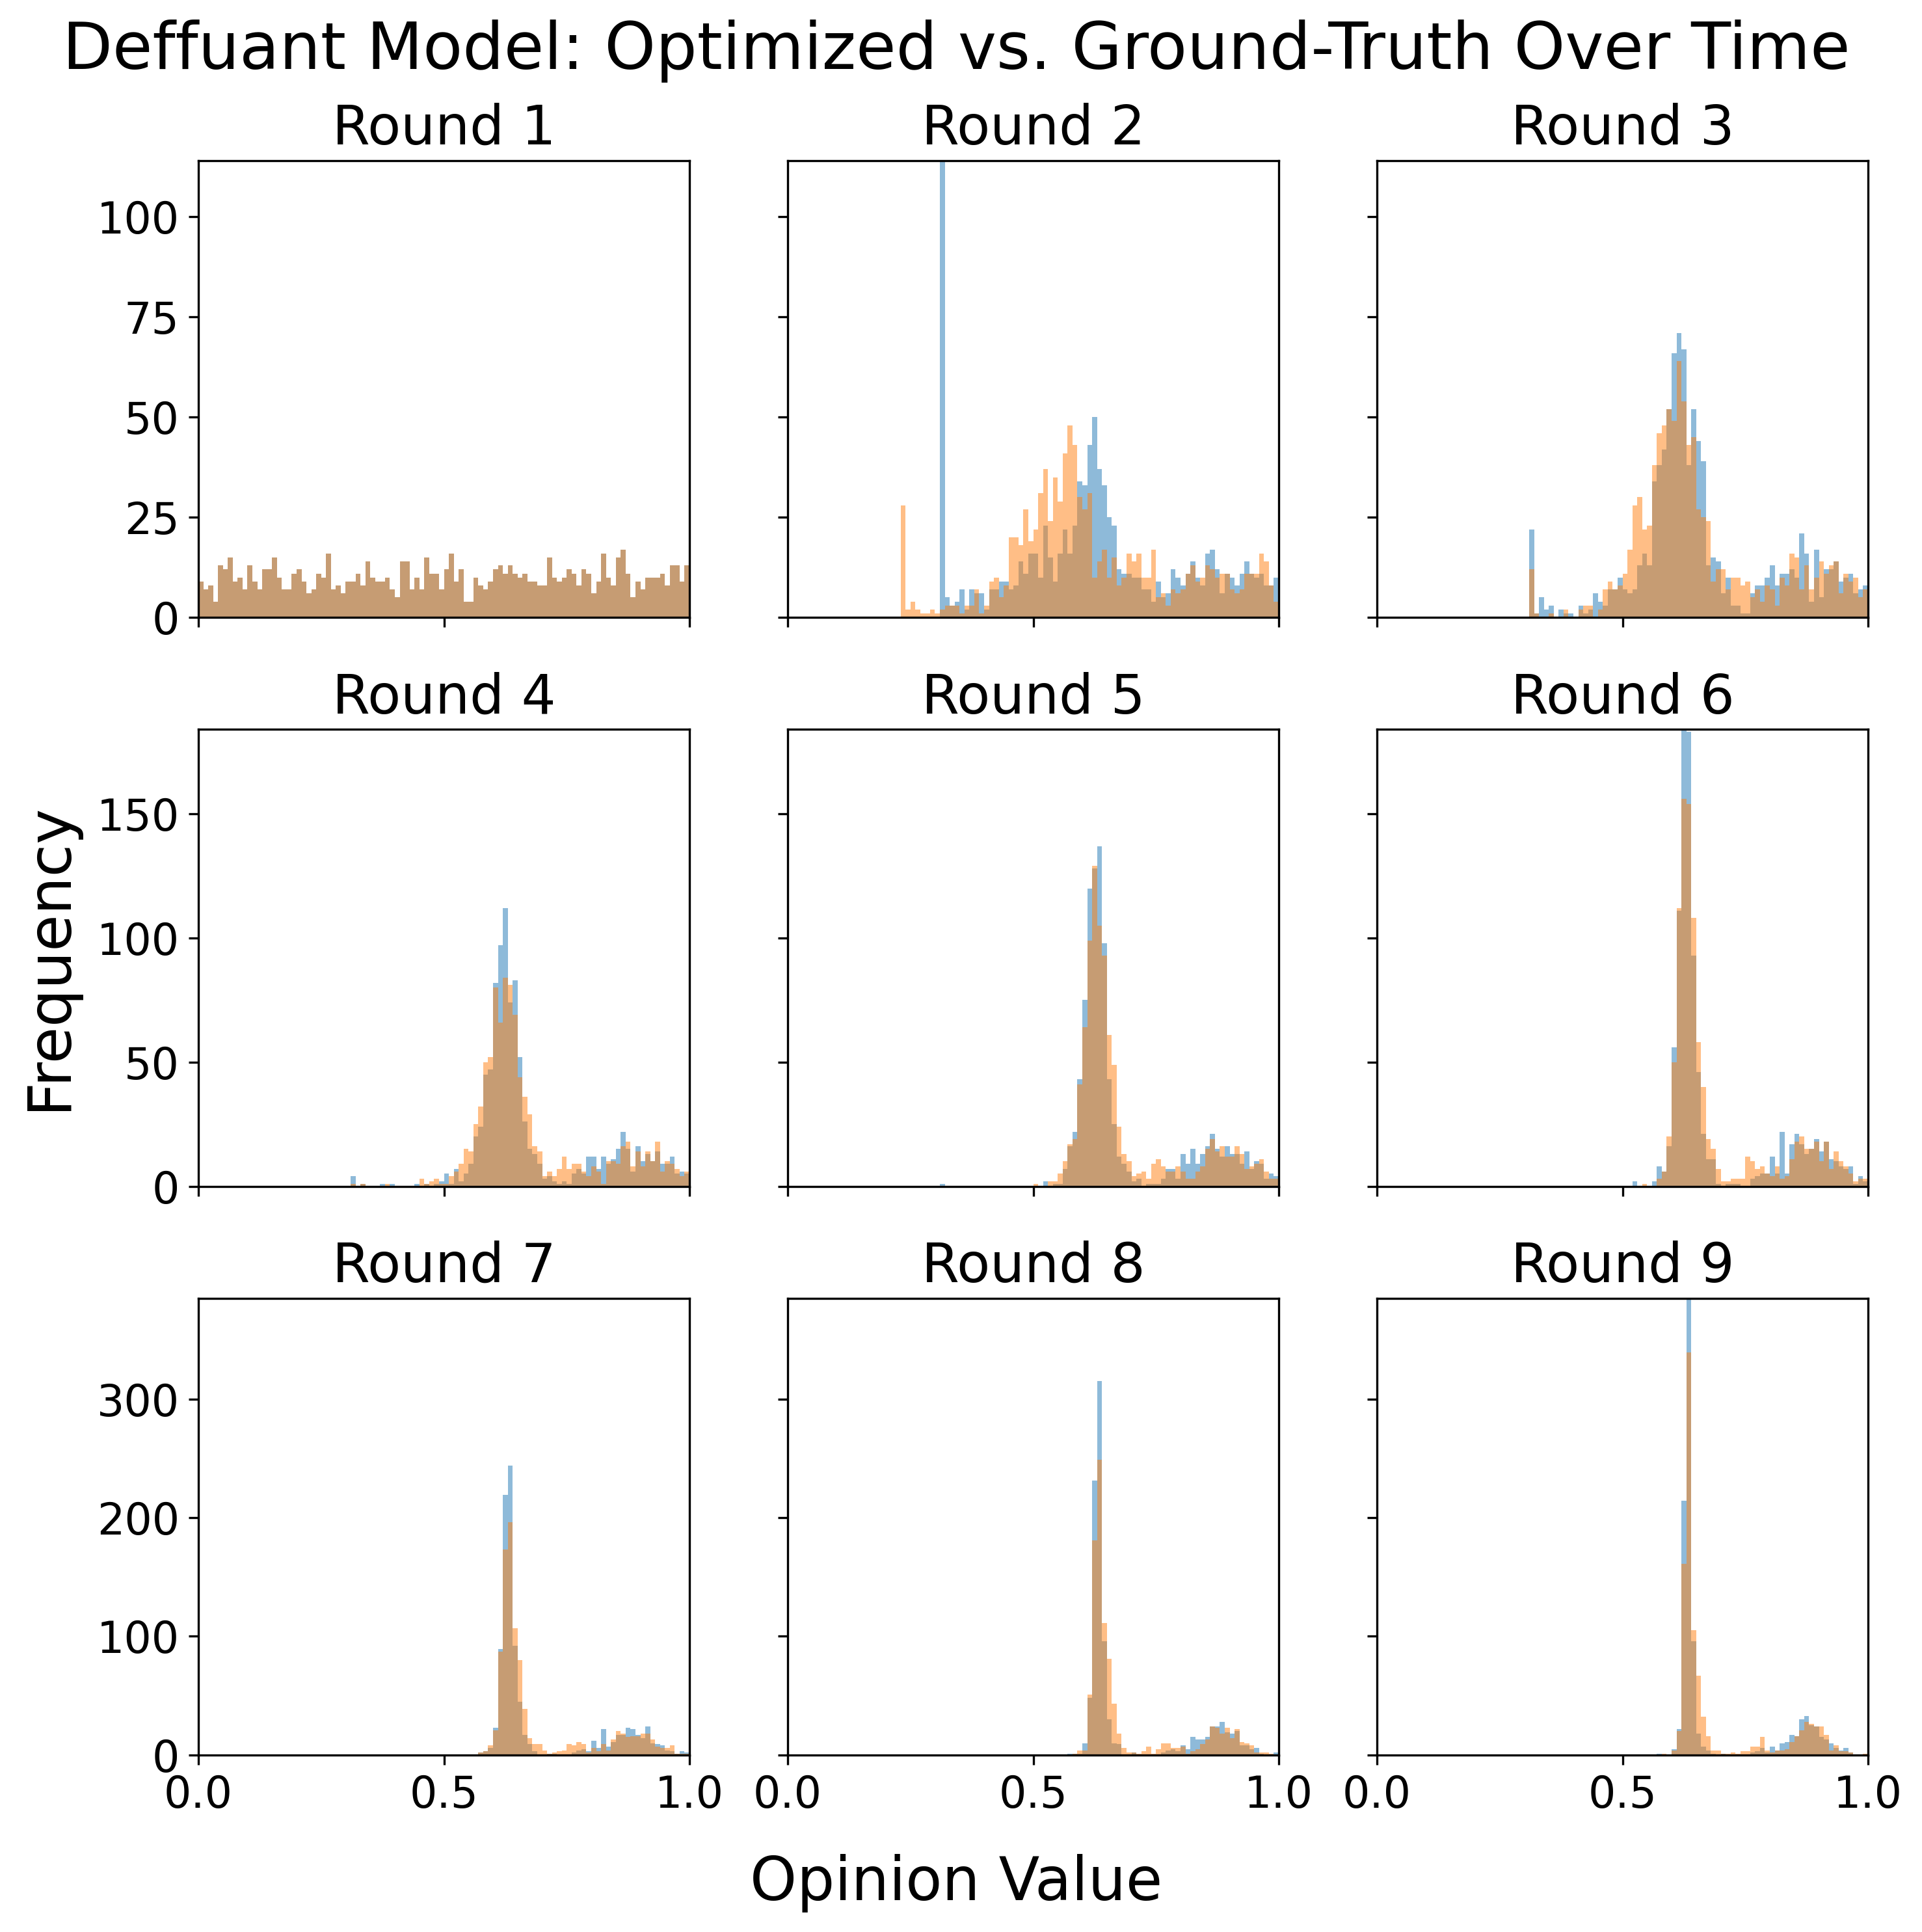 Deffuant Model: Optimized vs. Ground-Truth Over Time
Round 1
Round 2
Round 3
100
75
50
25
0
Round 4
Round 5
Round 6
150
100
50
0
Frequency
Round 7
Round 8
Round 9
300
200
100
0
0.0 0.5 1.0
0.0 0.5 1.0
0.0 0.5 1.0
Opinion Value